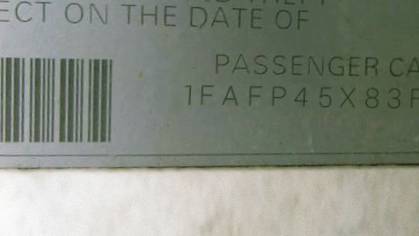 ECT ON THE DATE OF
PASSENGER CA
1FAFP45X83F